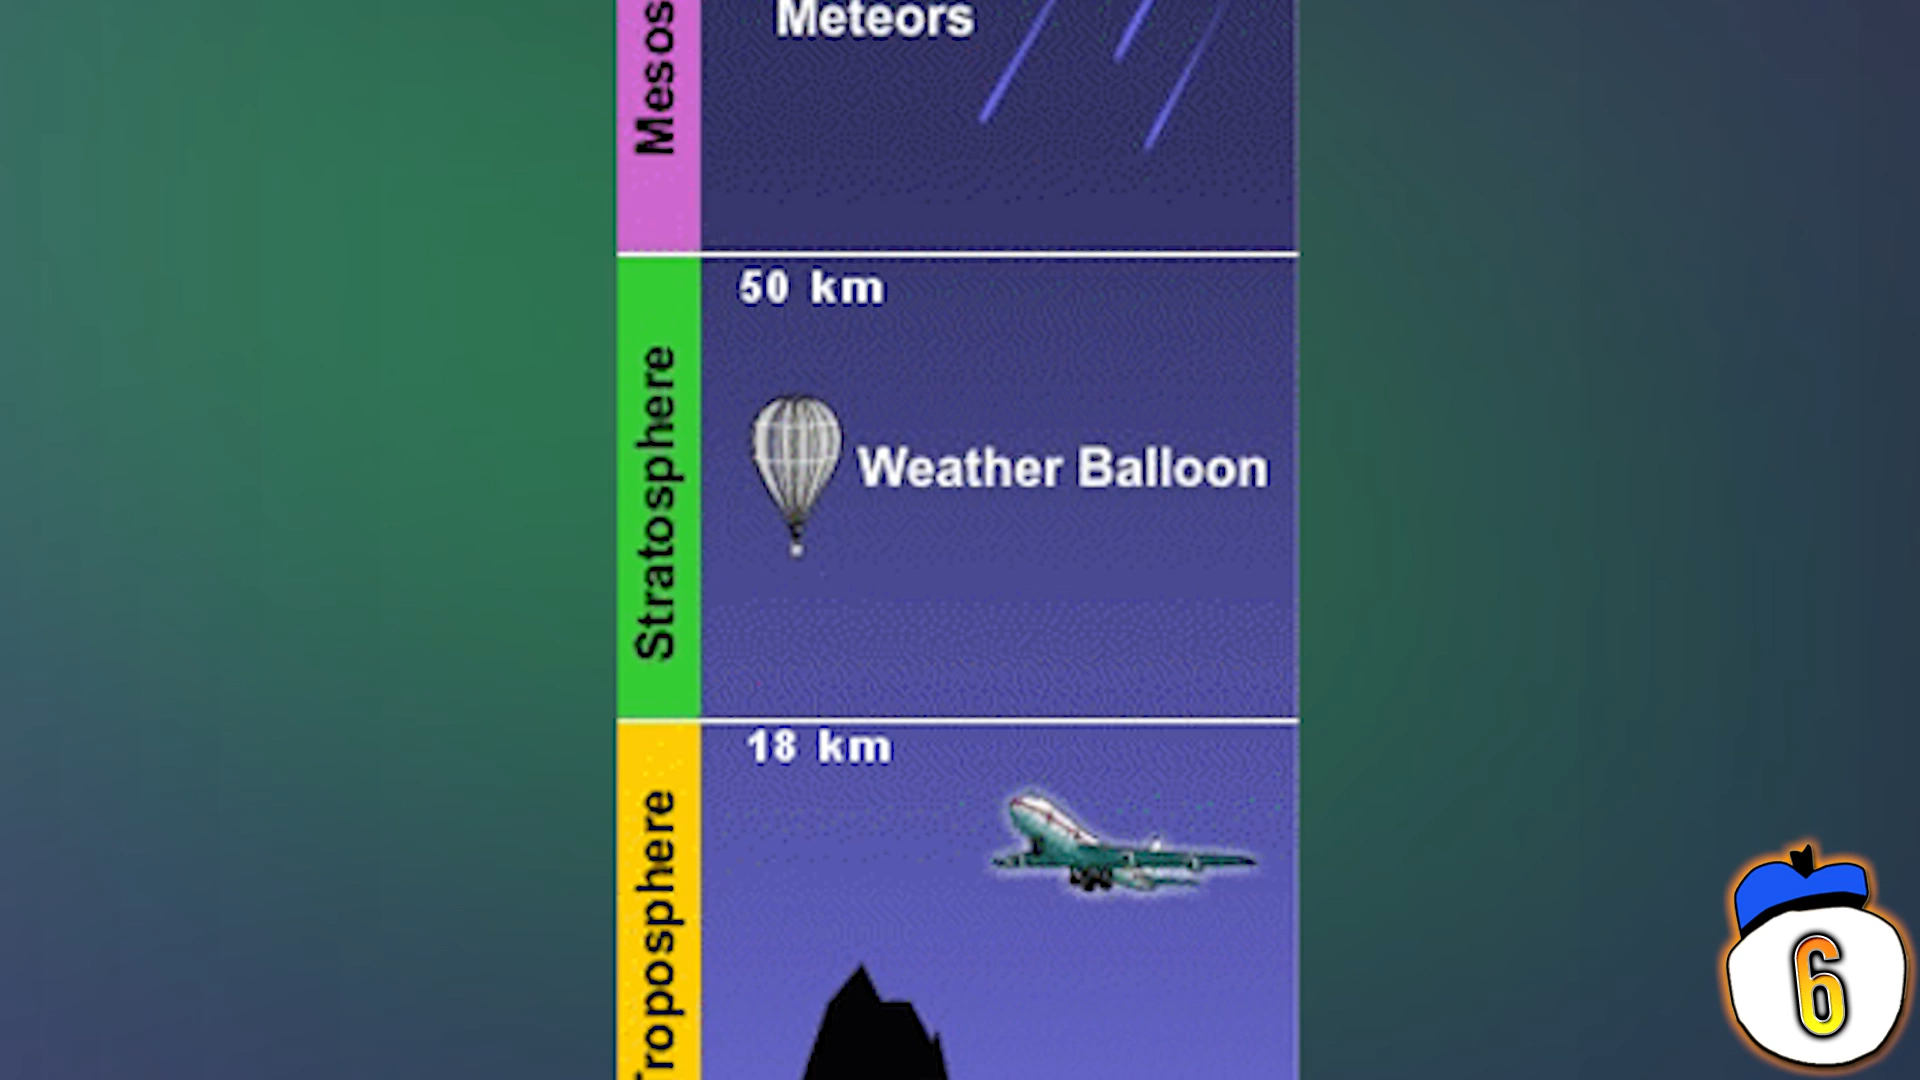 Mesos
Meteors
50 km
Stratosphere
Weather Balloon
18 km
Troposphere
6